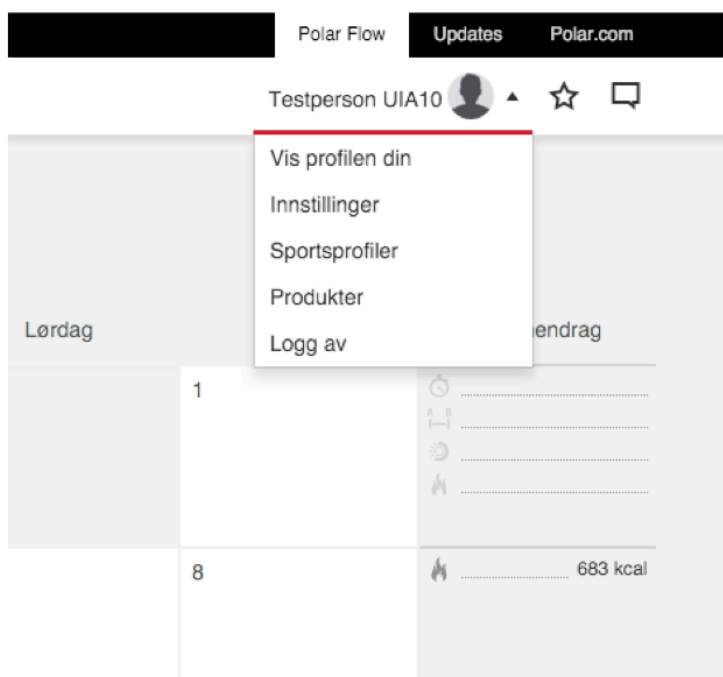 Polar Flow Updates Polar.com
Testperson UIA10
Vis profilen din
Innstillinger
Sportsprofiler
Produkter
Logg av
Lørdag endrag
1
A B
8 683 kcal